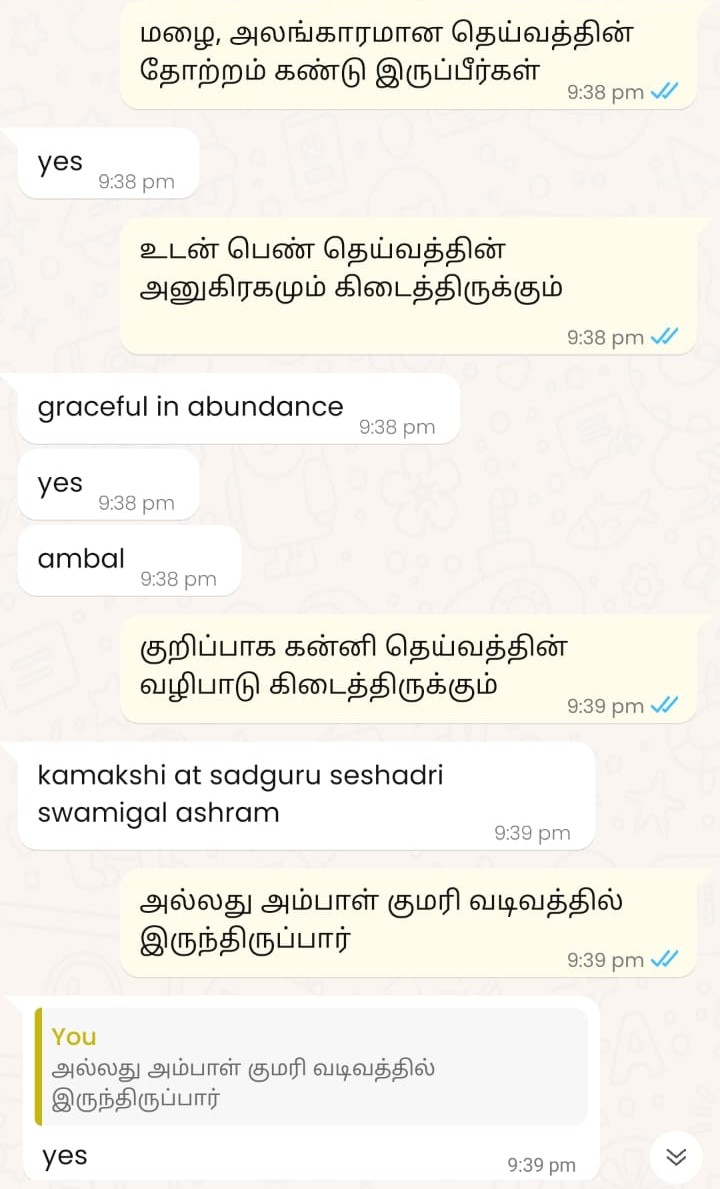 மழை, அலங்காரமான தெய்வத்தின்
தோற்றம் கண்டு இருப்பீர்கள்
9:38 pm
yes
9:38 pm
உடன் பெண் தெய்வத்தின்
அனுகிரகமும் கிடைத்திருக்கும்
9:38 pm
graceful in abundance
9:38 pm
yes
9:38 pm
ambal
9:38 pm
குறிப்பாக கன்னி தெய்வத்தின்
வழிபாடு கிடைத்திருக்கும்
9:39 pm
kamakshi at sadguru seshadri
swamigal ashram
9:39 pm
அல்லது அம்பாள் குமரி வடிவத்தில்
இருந்திருப்பார்
9:39 pm
You
அல்லது அம்பாள் குமரி வடிவத்தில்
இருந்திருப்பார்
yes
9:39 pm